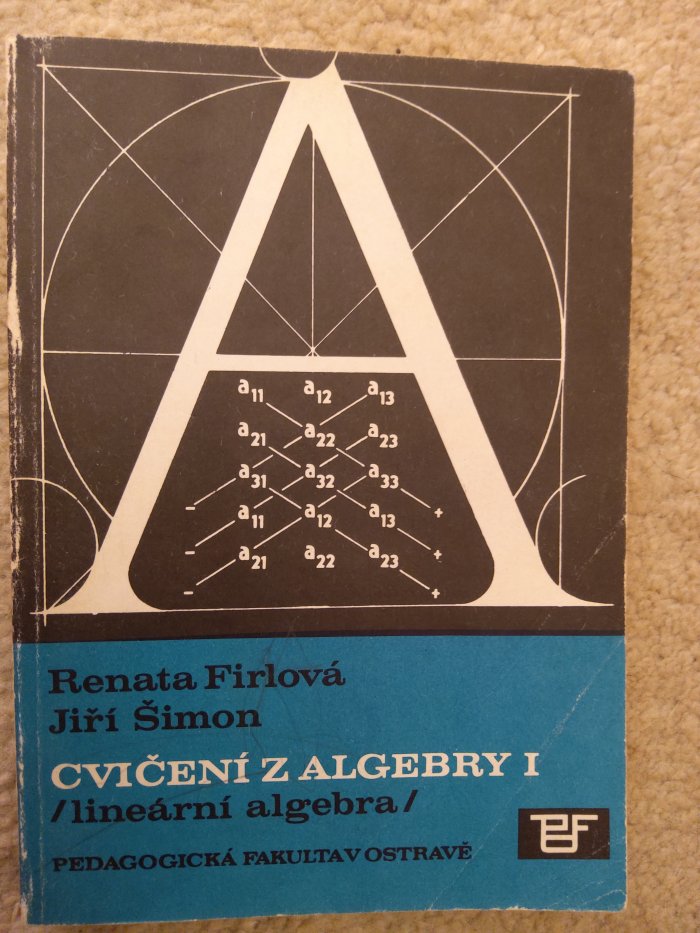 A
a11 a12 a13
a21 a22 a23
a31 a32 a33
- a11 a12 a13 +
- a21 a22 a23 +
- +
Renata Firlová
Jiří Šimon
CVIČENÍ Z ALGEBRY I
/lineární algebra/
PEDAGOGICKÁ FAKULTA V OSTRAVĚ